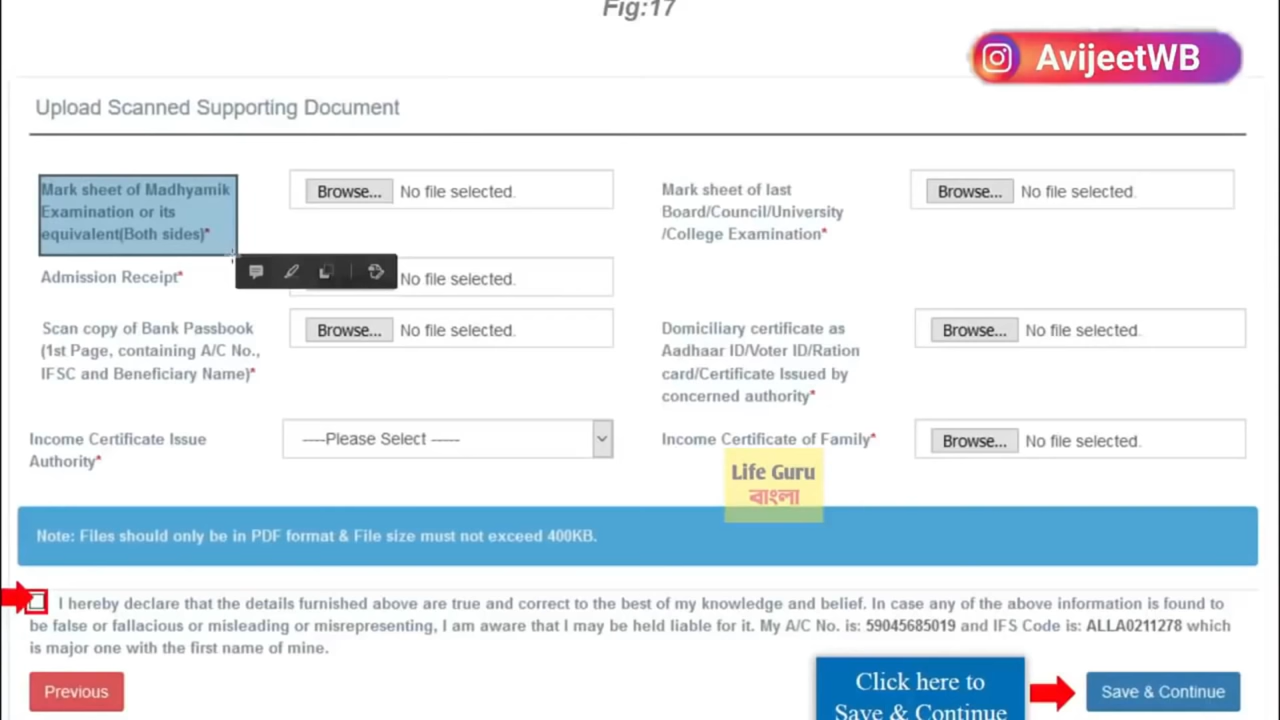 Fig:17
AvijeetWB
Upload Scanned Supporting Document
Mark sheet of Madhyamik
Examination or its
equivalent(Both sides)*
Browse... No file selected.
Mark sheet of last
Board/Council/University
/College Examination*
Browse... No file selected.
Admission Receipt*
No file selected.
Scan copy of Bank Passbook
(1st Page, containing A/C No.,
IFSC and Beneficiary Name)*
Browse... No file selected.
Domiciliary certificate as
Aadhaar ID/Voter ID/Ration
card/Certificate Issued by
concerned authority*
Browse... No file selected.
Income Certificate Issue
Authority*
----Please Select -----
Income Certificate of Family*
Browse... No file selected.
Life Guru
বাংলা
Note: Files should only be in PDF format & File size must not exceed 400KB.
I hereby declare that the details furnished above are true and correct to the best of my knowledge and belief. In case any of the above information is found to
be false or fallacious or misleading or misrepresenting, I am aware that I may be held liable for it. My A/C No. is: 59045685019 and IFS Code is: ALLA0211278 which
is major one with the first name of mine.
Previous
Click here to
Save & Continue
Save & Continue